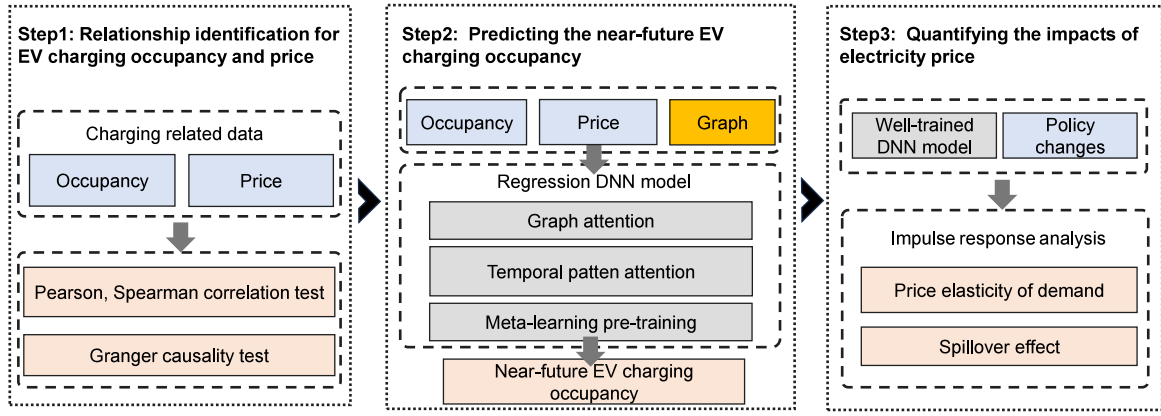 Step1: Relationship identification for
EV charging occupancy and price
Charging related data
Occupancy
Price
Pearson, Spearman correlation test
Granger causality test
Step2: Predicting the near-future EV
charging occupancy
Occupancy
Price
Graph
Regression DNN model
Graph attention
Temporal patten attention
Meta-learning pre-training
Near-future EV charging
occupancy
Step3: Quantifying the impacts of
electricity price
Well-trained
DNN model
Policy
changes
Impulse response analysis
Price elasticity of demand
Spillover effect